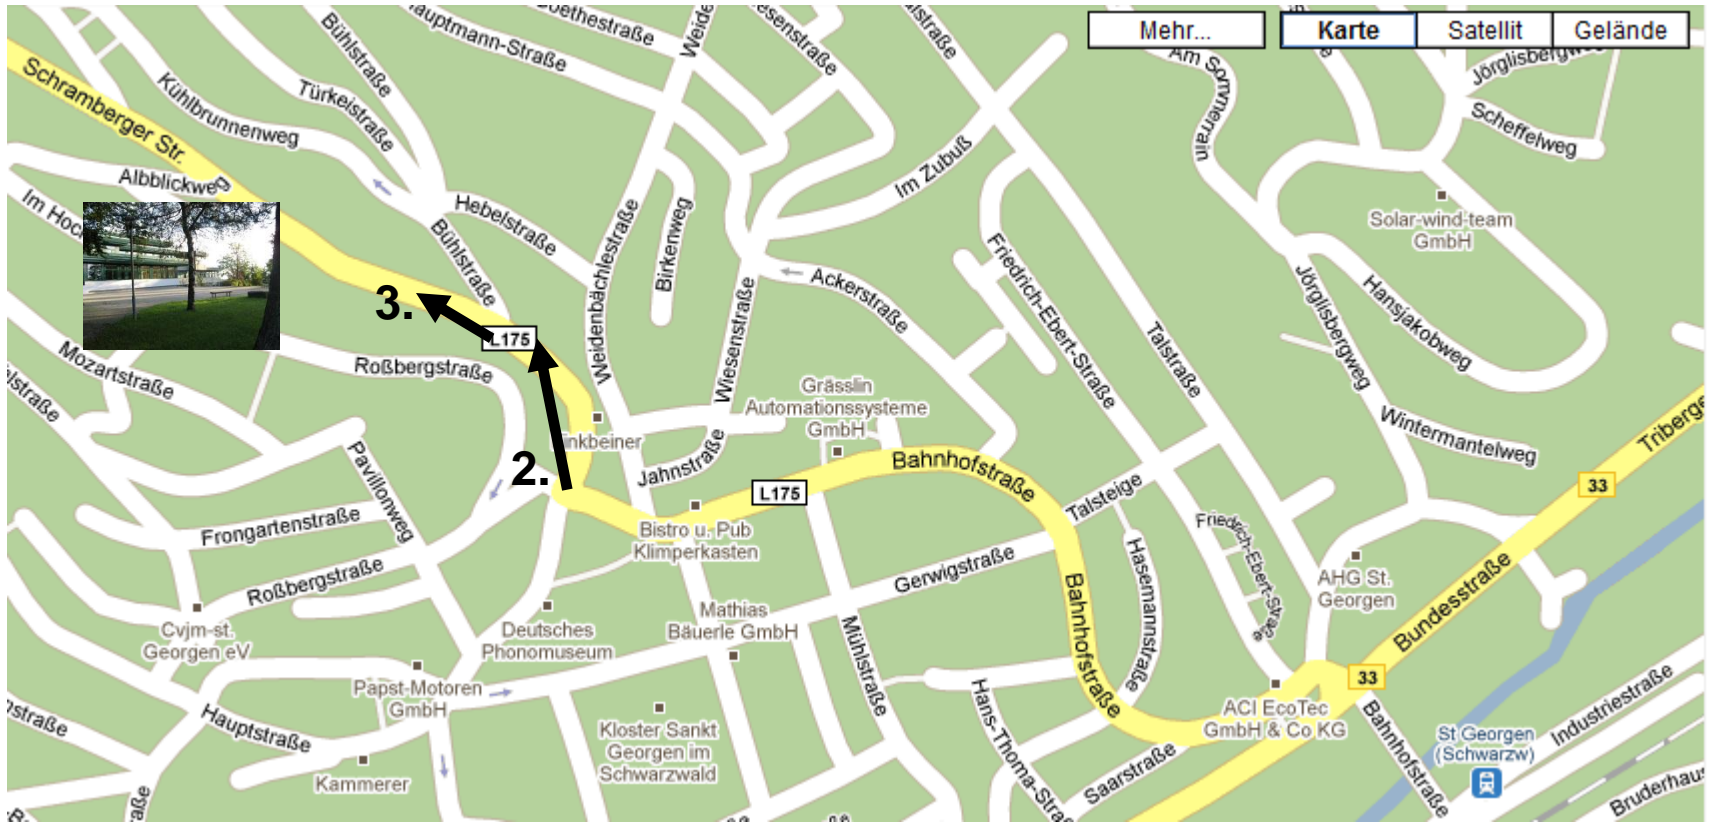 Mehr...
Karte
Satellit
Gelände
Bühlstraße
Goethestraße
Hauptmann-Straße
Am Sommerrain
Schramberger Str.
Kühlbrunnenweg
Türkeistraße
Jörglisbergweg
Scheffelweg
Albblickweg
Im Zubuß
Im Hoc
Hebelstraße
Bühlstraße
Weidenbächlestraße
Birkenweg
Solar-wind-team
GmbH
Friedrich-Ebert-Straße
Ackerstraße
Wiesenstraße
Talstraße
Jörglisbergweg
Hansjakobweg
3.
L175
Mozartstraße
Roßbergstraße
Grässlin
Automationssysteme
GmbH
Wintermantelweg
Triberge
inkbeiner
Jahnstraße
Pavillonweg
2.
Bahnhofstraße
L175
33
Talsteige
Bistro u. Pub
Klimperkasten
Frongartenstraße
Friedrich-Ebert-Straße
Hasemannstraße
Gerwigstraße
Roßbergstraße
AHG St.
Georgen
Bundesstraße
Bahnhofstraße
Mathias
Bäuerle GmbH
Mühlstraße
Cvjm-st.
Georgen eV
Deutsches
Phonomuseum
33
Papst-Motoren
GmbH
Hauptstraße
Kloster Sankt
Georgen im
Schwarzwald
Hans-Thoma-Straß
ACI EcoTec
GmbH & Co KG
Bahnhofstraße
St Georgen
(Schwarzw)
Industriestraße
Kammerer
Saarstraße
Bruderhau